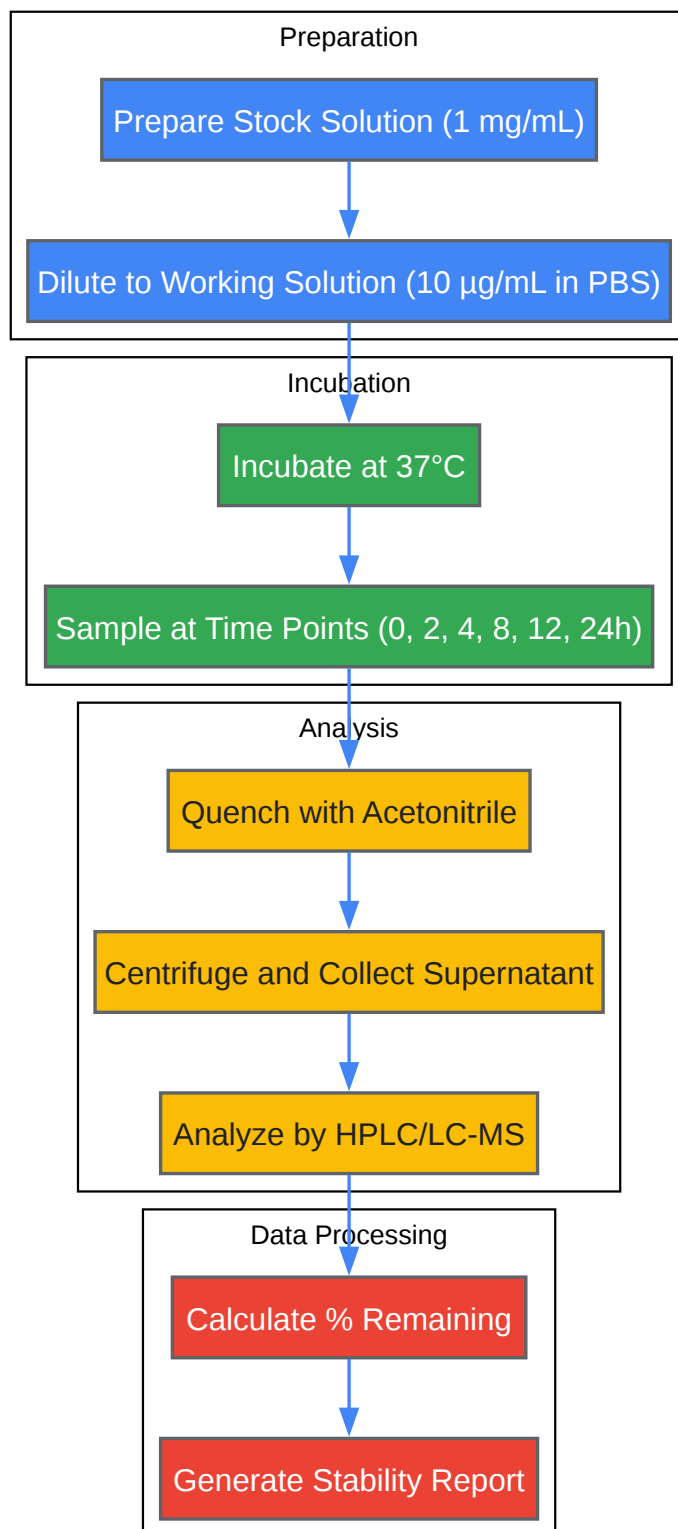 Preparation
Prepare Stock Solution (1 mg/mL)
Dilute to Working Solution (10 µg/mL in PBS)
Incubation
Incubate at 37°C
Sample at Time Points (0, 2, 4, 8, 12, 24h)
Analysis
Quench with Acetonitrile
Centrifuge and Collect Supernatant
Analyze by HPLC/LC-MS
Data Processing
Calculate % Remaining
Generate Stability Report